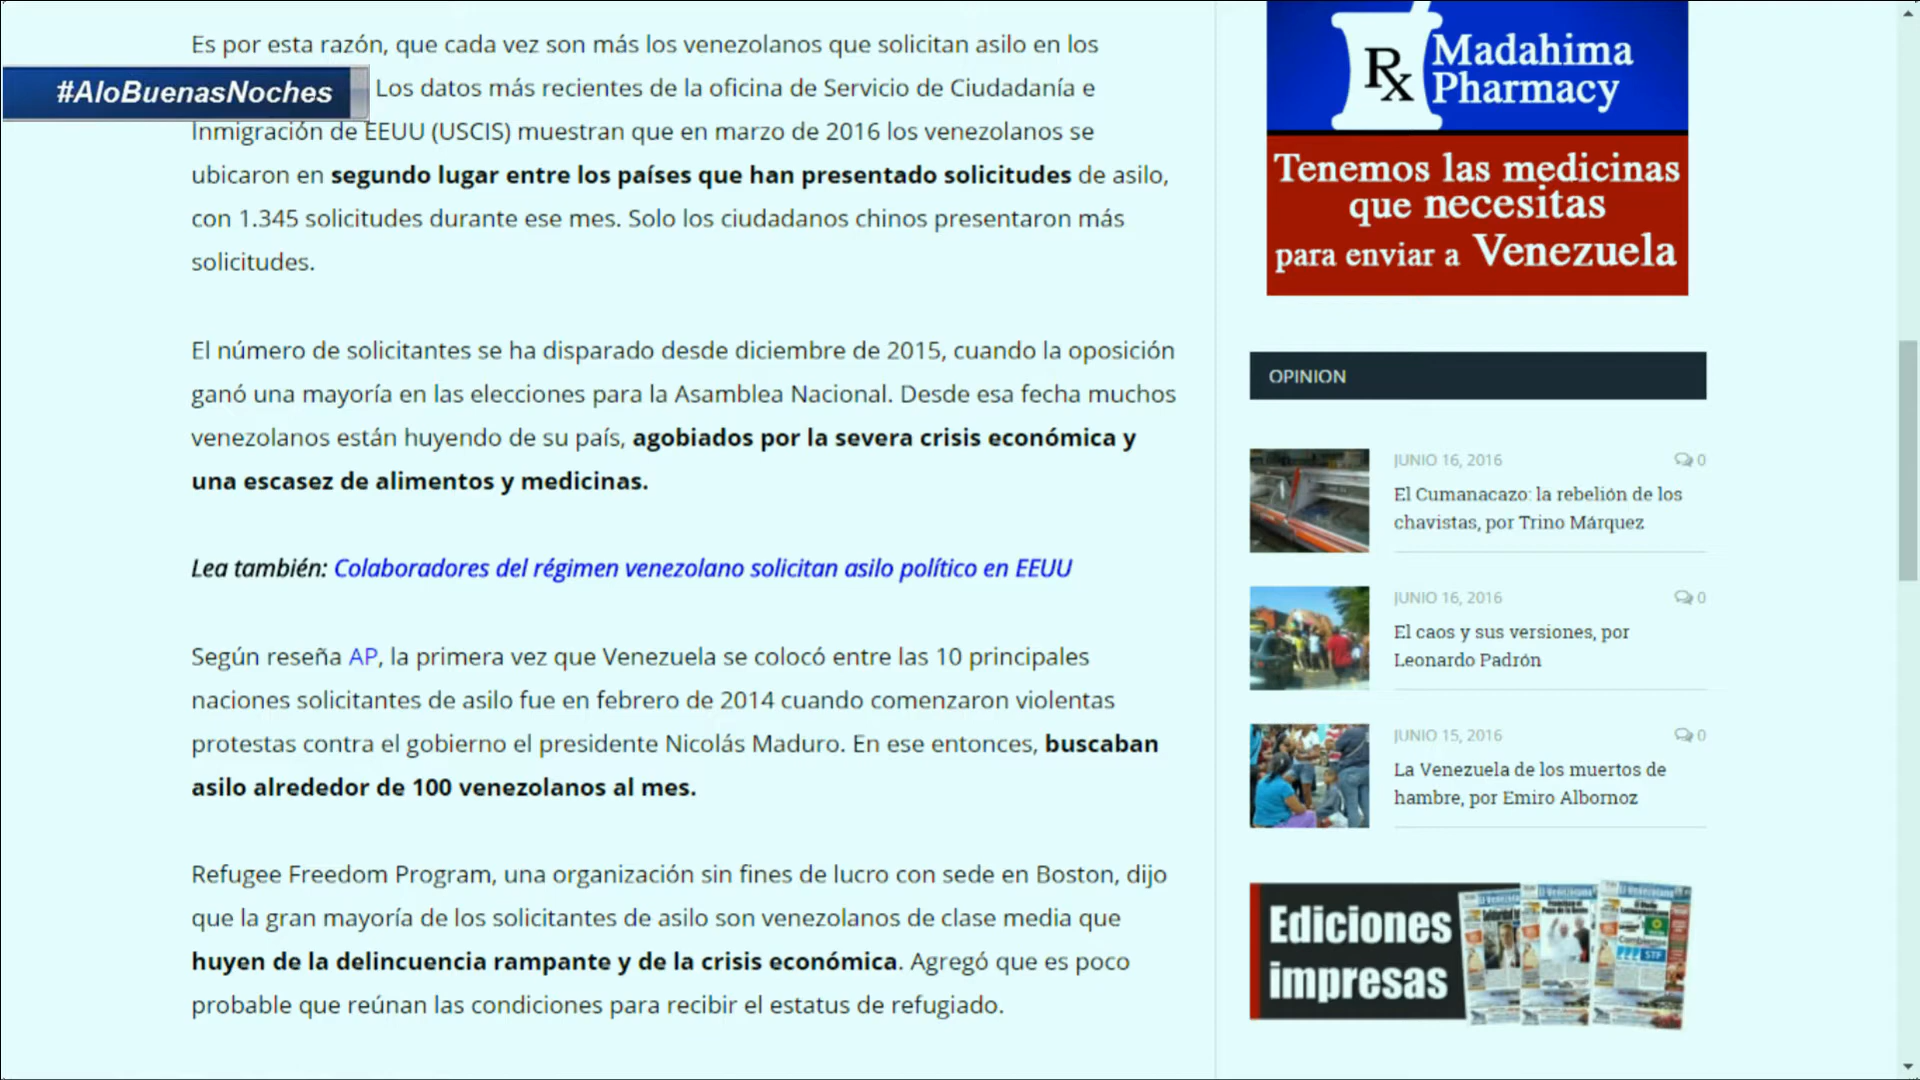 Es por esta razón, que cada vez son más los venezolanos que solicitan asilo en los
#AloBuenasNoches
Los datos más recientes de la oficina de Servicio de Ciudadanía e
Inmigración de EEUU (USCIS) muestran que en marzo de 2016 los venezolanos se
ubicaron en segundo lugar entre los países que han presentado solicitudes de asilo,
con 1.345 solicitudes durante ese mes. Solo los ciudadanos chinos presentaron más
solicitudes.
El número de solicitantes se ha disparado desde diciembre de 2015, cuando la oposición
ganó una mayoría en las elecciones para la Asamblea Nacional. Desde esa fecha muchos
venezolanos están huyendo de su país, agobiados por la severa crisis económica y
una escasez de alimentos y medicinas.
Lea también: Colaboradores del régimen venezolano solicitan asilo político en EEUU
Según reseña AP, la primera vez que Venezuela se colocó entre las 10 principales
naciones solicitantes de asilo fue en febrero de 2014 cuando comenzaron violentas
protestas contra el gobierno el presidente Nicolás Maduro. En ese entonces, buscaban
asilo alrededor de 100 venezolanos al mes.
Refugee Freedom Program, una organización sin fines de lucro con sede en Boston, dijo
que la gran mayoría de los solicitantes de asilo son venezolanos de clase media que
huyen de la delincuencia rampante y de la crisis económica. Agregó que es poco
probable que reúnan las condiciones para recibir el estatus de refugiado.
Rx
Madahima
Pharmacy
Tenemos las medicinas
que necesitas
para enviar a Venezuela
OPINION
JUNIO 16, 2016 0
El Cumanacazo: la rebelión de los
chavistas, por Trino Márquez
JUNIO 16, 2016 0
El caos y sus versiones, por
Leonardo Padrón
JUNIO 15, 2016 0
La Venezuela de los muertos de
hambre, por Emiro Albornoz
Ediciones
impresas